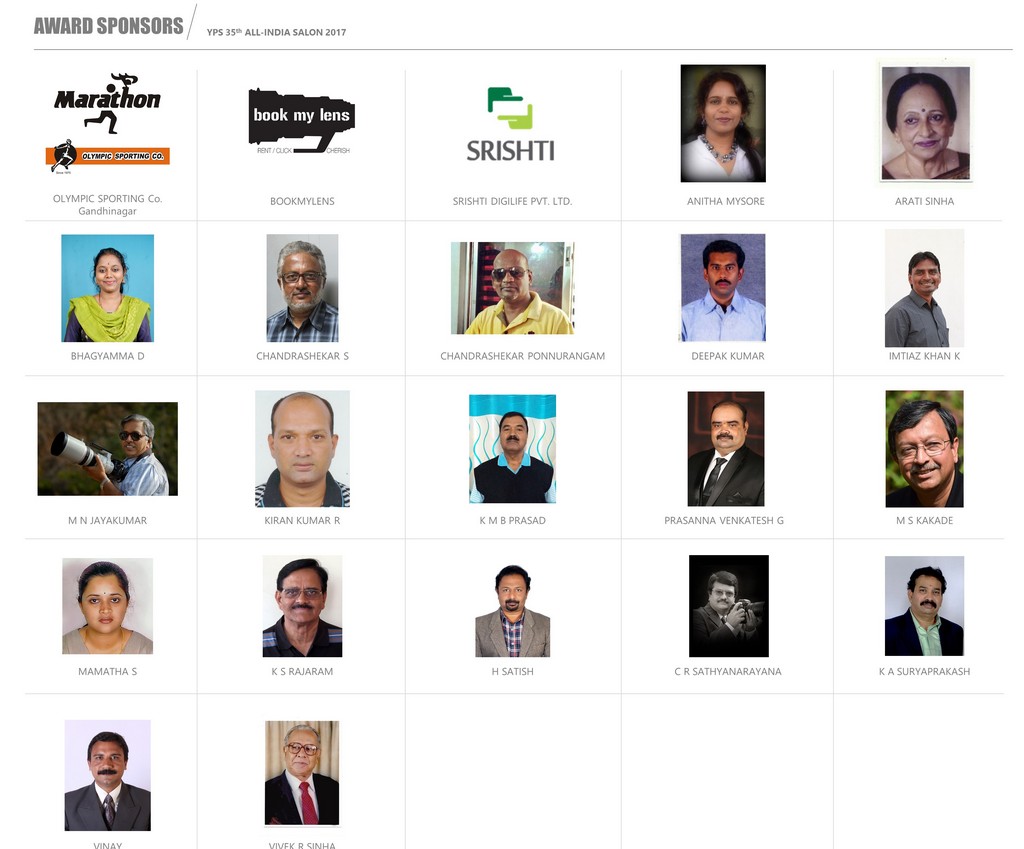 AWARD SPONSORS
YPS 35th ALL-INDIA SALON 2017
Marathon
OLYMPIC SPORTING CO.
Since 1975
book my lens
RENT / CLICK CHERISH
SRISHTI
OLYMPIC SPORTING Co.
Gandhinagar
BOOKMYLENS
SRISHTI DIGILIFE PVT. LTD.
ANITHA MYSORE
ARATI SINHA
BHAGYAMMA D
CHANDRASHEKAR S
CHANDRASHEKAR PONNURANGAM
DEEPAK KUMAR
IMTIAZ KHAN K
M N JAYAKUMAR
KIRAN KUMAR R
K M B PRASAD
PRASANNA VENKATESH G
M S KAKADE
MAMATHA S
K S RAJARAM
H SATISH
C R SATHYANARAYANA
K A SURYAPRAKASH
VINAY
VIVEK R SINHA